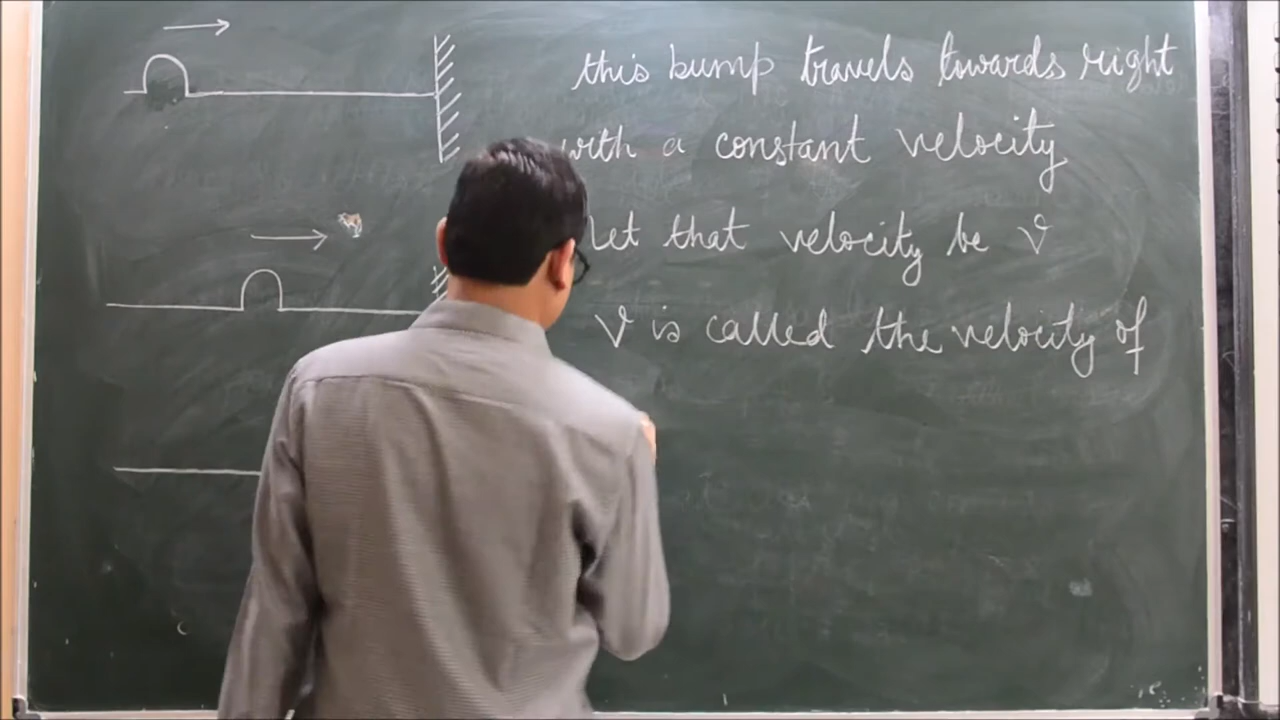 this bump travels towards right
with a constant velocity
let that velocity be v
v is called the velocity of